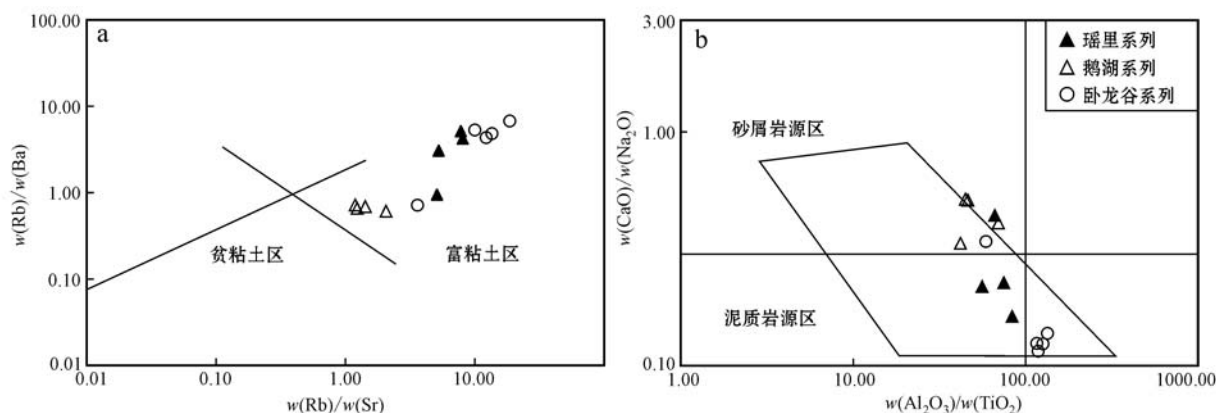 a
100.00
10.00
1.00
0.10
0.01
w(Rb)/w(Ba)
贫粘土区
富粘土区
0.01
0.10
1.00
10.00
w(Rb)/w(Sr)
b
3.00
1.00
0.10
w(CaO)/w(Na₂O)
瑶里系列
鹅湖系列
卧龙谷系列
砂屑岩源区
泥质岩源区
1.00
10.00
100.00
1000.00
w(Al₂O₃)/w(TiO₂)